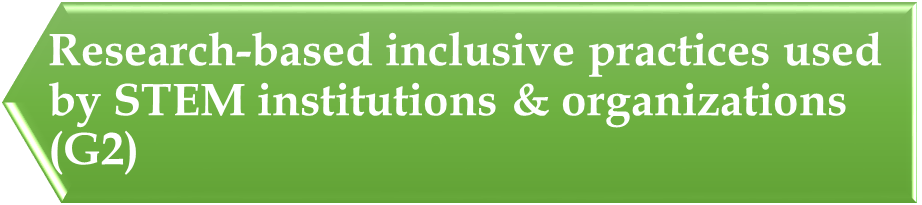 Research-based inclusive practices used
by STEM institutions & organizations
(G2)